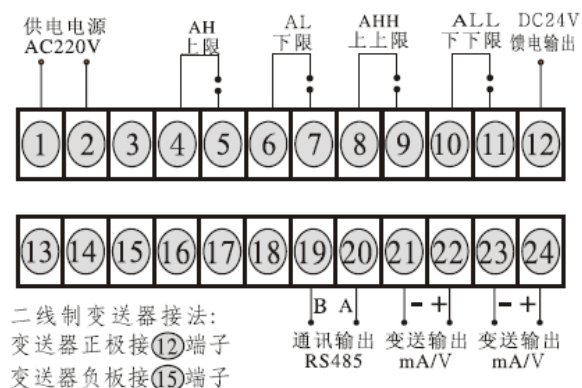 供电电源
AC220V
AH
上限
AL
下限
AHH
上上限
ALL
下下限
DC24V
馈电输出
1 2 3 4 5 6 7 8 9 10 11 12
13 14 15 16 17 18 19 20 21 22 23 24
B A - + - +
二线制变送器接法:
变送器正极接12端子
变送器负板接15端子
通讯输出
RS485
变送输出
mA/V
变送输出
mA/V